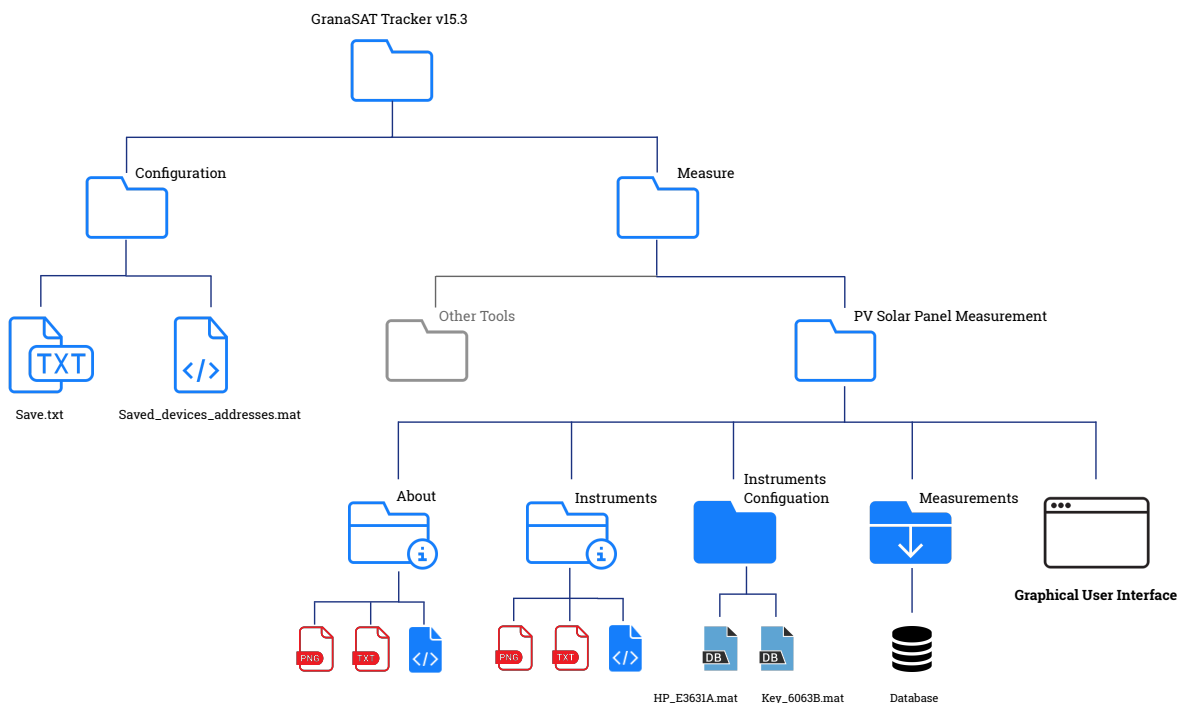 GranaSAT Tracker v15.3
Configuration
Measure
Other Tools
PV Solar Panel Measurement
TXT
</>
Save.txt
Saved_devices_addresses.mat
About
Instruments
Instruments
Configuation
Measurements
i
i
Graphical User Interface
PNG
TXT
</>
PNG
TXT
</>
DB
DB
HP_E3631A.mat
Key_6063B.mat
Database